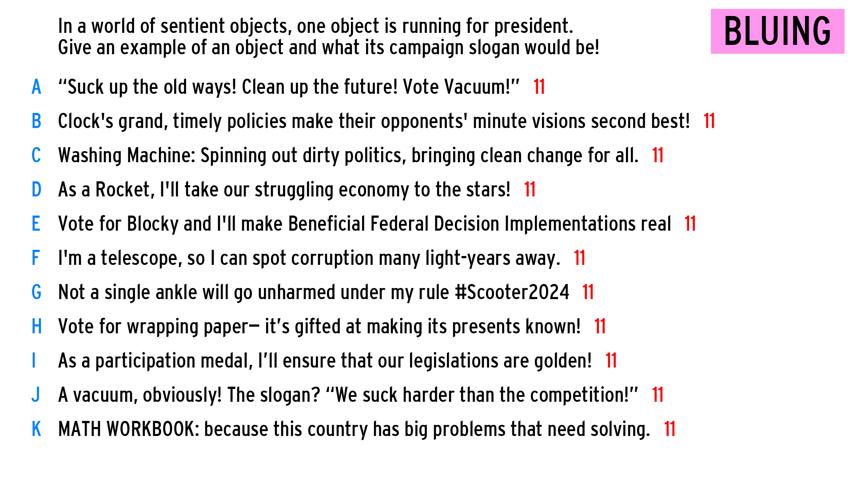 In a world of sentient objects, one object is running for president.
Give an example of an object and what its campaign slogan would be!
BLUING
A “Suck up the old ways! Clean up the future! Vote Vacuum!” 11
B Clock's grand, timely policies make their opponents' minute visions second best! 11
C Washing Machine: Spinning out dirty politics, bringing clean change for all. 11
D As a Rocket, I'll take our struggling economy to the stars! 11
E Vote for Blocky and I'll make Beneficial Federal Decision Implementations real 11
F I'm a telescope, so I can spot corruption many light-years away. 11
G Not a single ankle will go unharmed under my rule #Scooter2024 11
H Vote for wrapping paper– it’s gifted at making its presents known! 11
I As a participation medal, I’ll ensure that our legislations are golden! 11
J A vacuum, obviously! The slogan? “We suck harder than the competition!” 11
K MATH WORKBOOK: because this country has big problems that need solving. 11